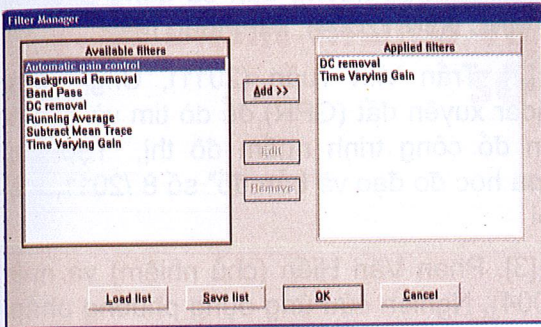 Filter Manager
Available filters
Automatic gain control
Background Removal
Band Pass
DC removal
Running Average
Subtract Mean Trace
Time Varying Gain
Add >>
Edit
Remove
Applied filters
DC removal
Time Varying Gain
Load list
Save list
OK
Cancel